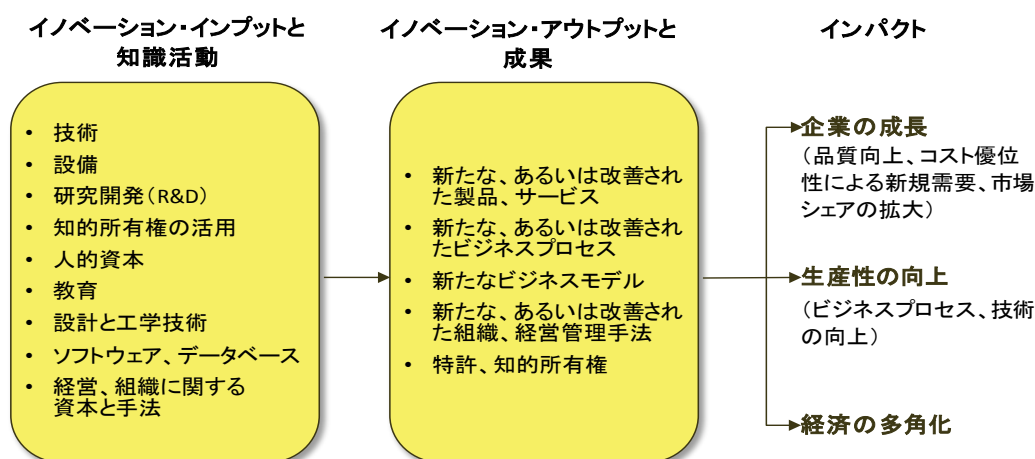 イノベーション・インプットと
知識活動
• 技術
• 設備
• 研究開発(R&D)
• 知的所有権の活用
• 人的資本
• 教育
• 設計と工学技術
• ソフトウェア、データベース
• 経営、組織に関する
資本と手法
イノベーション・アウトプットと
成果
• 新たな、あるいは改善され
た製品、サービス
• 新たな、あるいは改善され
たビジネスプロセス
• 新たなビジネスモデル
• 新たな、あるいは改善され
た組織、経営管理手法
• 特許、知的所有権
インパクト
企業の成長
(品質向上、コスト優位
性による新規需要、市場
シェアの拡大)
生産性の向上
(ビジネスプロセス、技術
の向上)
経済の多角化